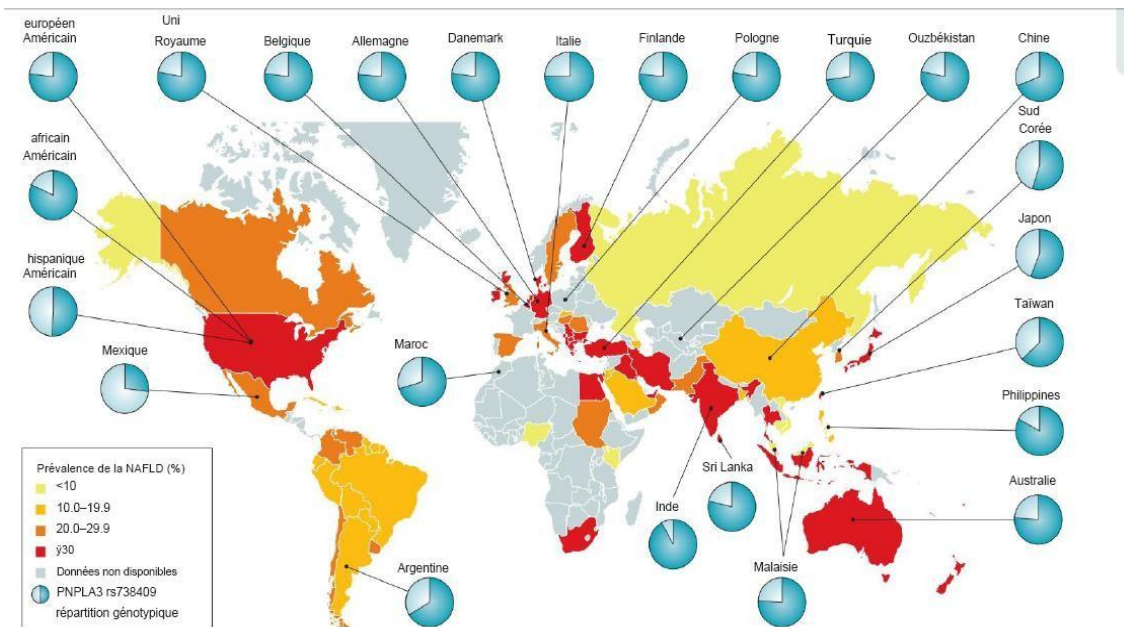 européen
Américain
Uni
Royaume
Belgique
Allemagne
Danemark
Italie
Finlande
Pologne
Turquie
Ouzbékistan
Chine
africain
Américain
Sud
Corée
hispanique
Américain
Japon
Mexique
Maroc
Taïwan
Philippines
Sri Lanka
Inde
Australie
Malaisie
Argentine
Prévalence de la NAFLD (%)
<10
10.0–19.9
20.0–29.9
ÿ30
Données non disponibles
PNPLA3 rs738409
répartition génotypique